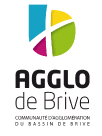 AGGLO
de Brive
COMMUNAUTÉ D'AGGLOMÉRATION
DU BASSIN DE BRIVE